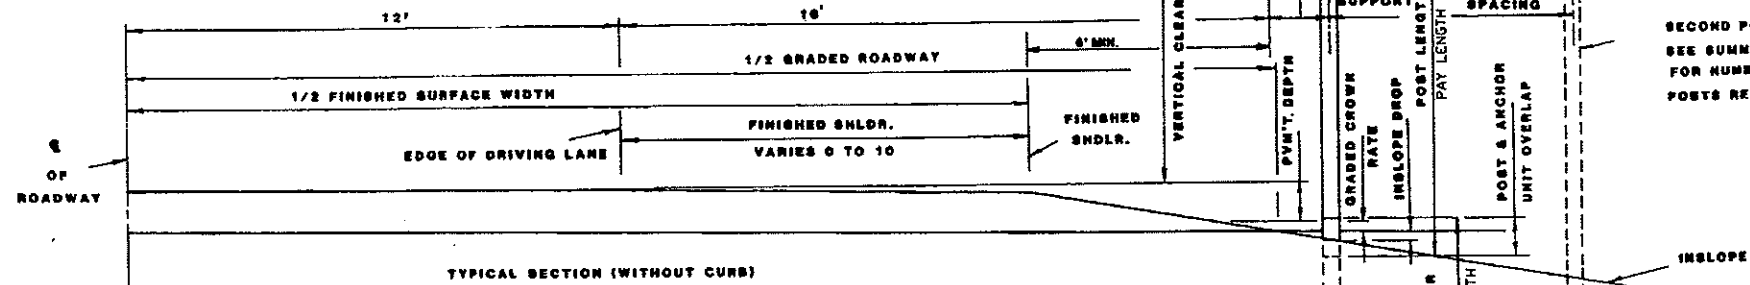 12'
16'
SUPPORT
SPACING
6' MIN.
1/2 GRADED ROADWAY
1/2 FINISHED SURFACE WIDTH
FINISHED SHLDR.
VARIES 0 TO 10
EDGE OF DRIVING LANE
FINISHED
SHDLR.
OF
ROADWAY
VERTICAL CLEAR
PVM'T. DEPTH
GRADED CROWN
RATE
INSLOPE DROP
POST LENGT
PAY LENGTH
POST & ANCHOR
UNIT OVERLAP
SECOND P
SEE SUMM
FOR NUMB
POSTS RE
INSLOPE
TYPICAL SECTION (WITHOUT CURB)
R
TH